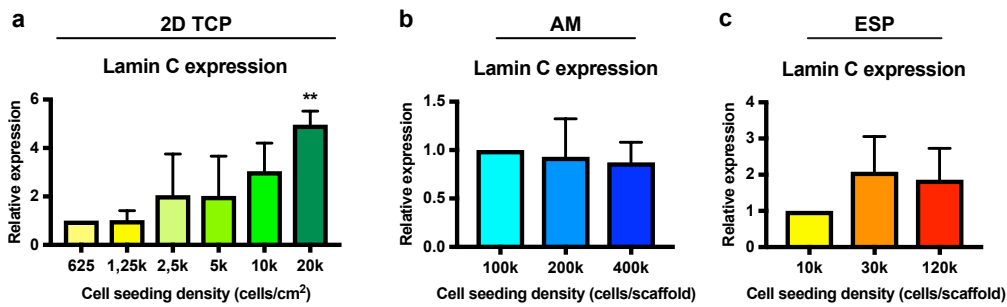 a
2D TCP
Lamin C expression
Relative expression
6
4
2
0
**
625 1,25k 2,5k 5k 10k 20k
Cell seeding density (cells/cm²)
b
AM
Lamin C expression
Relative expression
1.5
1.0
0.5
0.0
100k 200k 400k
Cell seeding density (cells/scaffold)
c
ESP
Lamin C expression
Relative expression
4
3
2
1
0
10k 30k 120k
Cell seeding density (cells/scaffold)